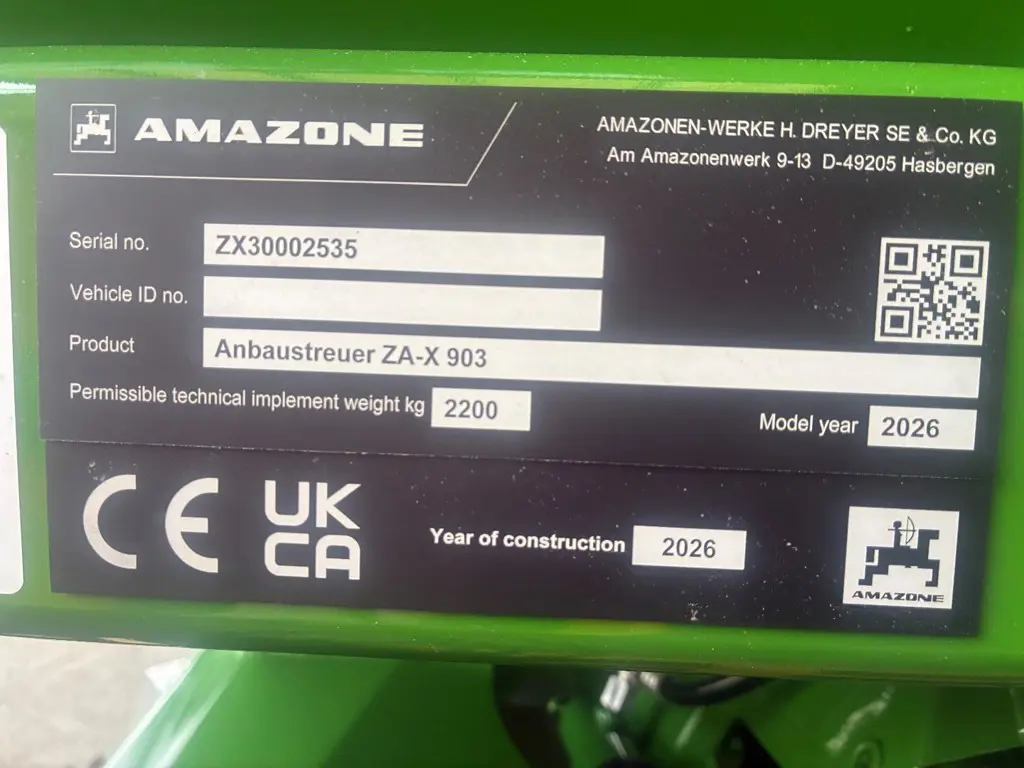 AMAZONE
AMAZONEN-WERKE H. DREYER SE & Co. KG
Am Amazonenwerk 9-13 D-49205 Hasbergen
Serial no. ZX30002535
Vehicle ID no.
Product Anbaustreuer ZA-X 903
Permissible technical implement weight kg 2200
Model year 2026
CE UK
CA
Year of construction 2026
AMAZONE